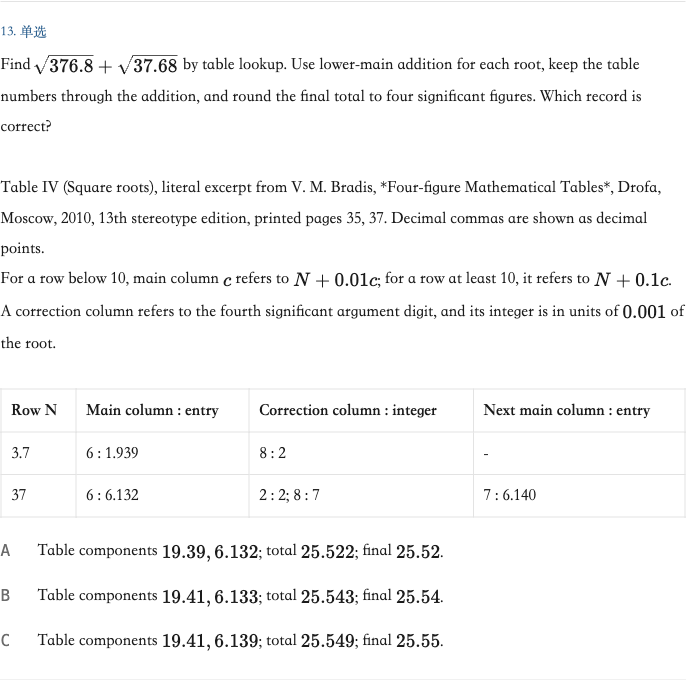 13. 单选
Find √376.8 + √37.68 by table lookup. Use lower-main addition for each root, keep the table
numbers through the addition, and round the final total to four significant figures. Which record is
correct?
Table IV (Square roots), literal excerpt from V. M. Bradis, *Four-figure Mathematical Tables*, Drofa,
Moscow, 2010, 13th stereotype edition, printed pages 35, 37. Decimal commas are shown as decimal
points.
For a row below 10, main column c refers to N + 0.01c; for a row at least 10, it refers to N + 0.1c.
A correction column refers to the fourth significant argument digit, and its integer is in units of 0.001 of
the root.
Row N Main column : entry Correction column : integer Next main column : entry
3.7 6 : 1.939 8 : 2 -
37 6 : 6.132 2 : 2; 8 : 7 7 : 6.140
A Table components 19.39, 6.132; total 25.522; final 25.52.
B Table components 19.41, 6.133; total 25.543; final 25.54.
C Table components 19.41, 6.139; total 25.549; final 25.55.